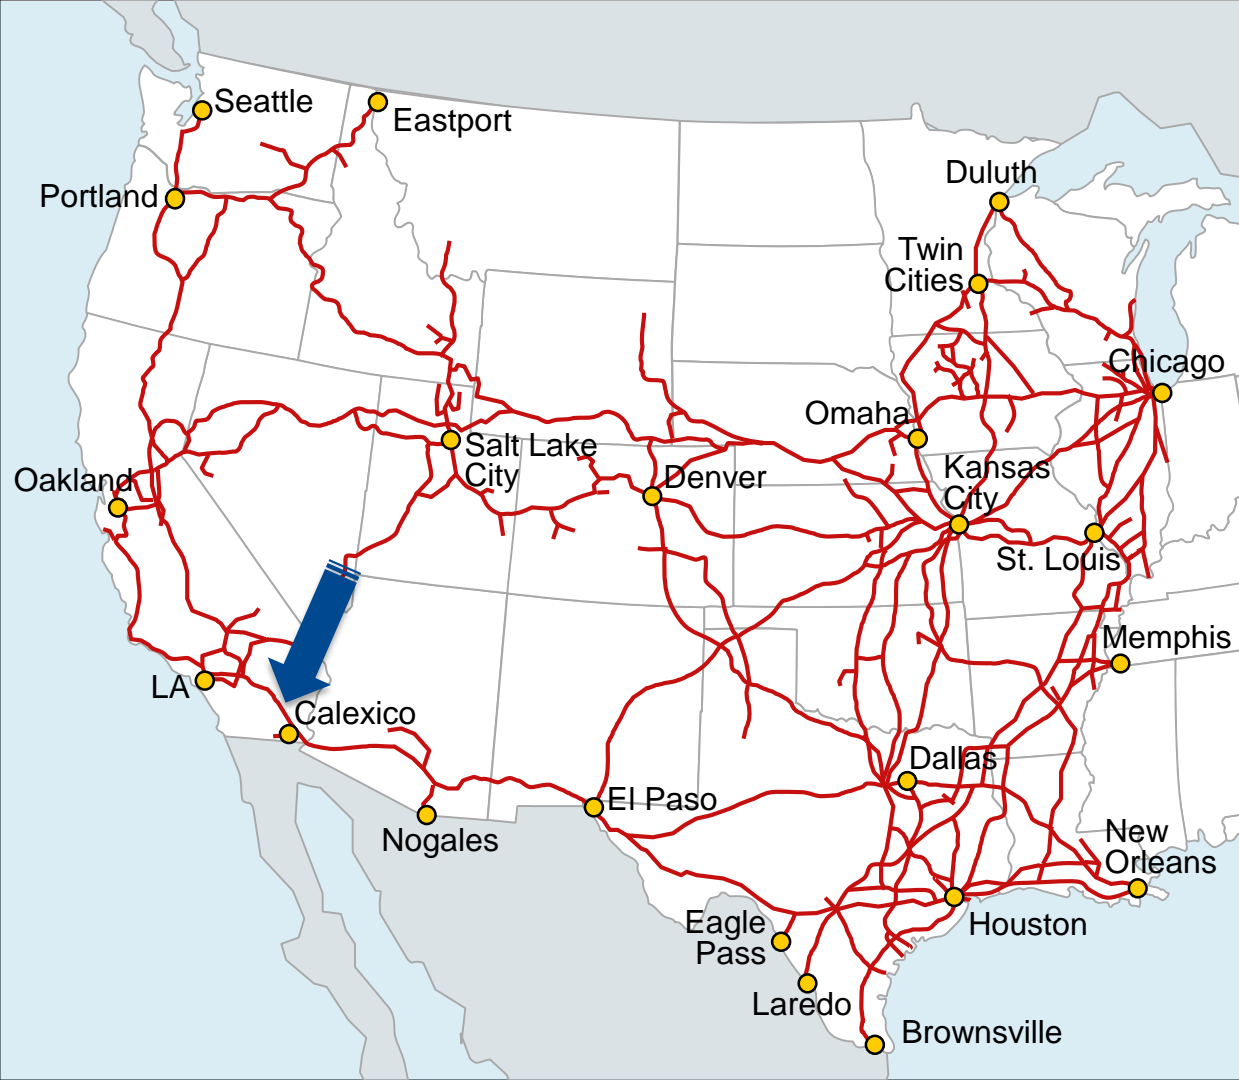 Seattle
Eastport
Portland
Duluth
Twin
Cities
Chicago
Omaha
Salt Lake
City
Denver
Kansas
City
Oakland
St. Louis
Memphis
LA
Calexico
Dallas
El Paso
Nogales
New
Orleans
Eagle
Pass
Houston
Laredo
Brownsville